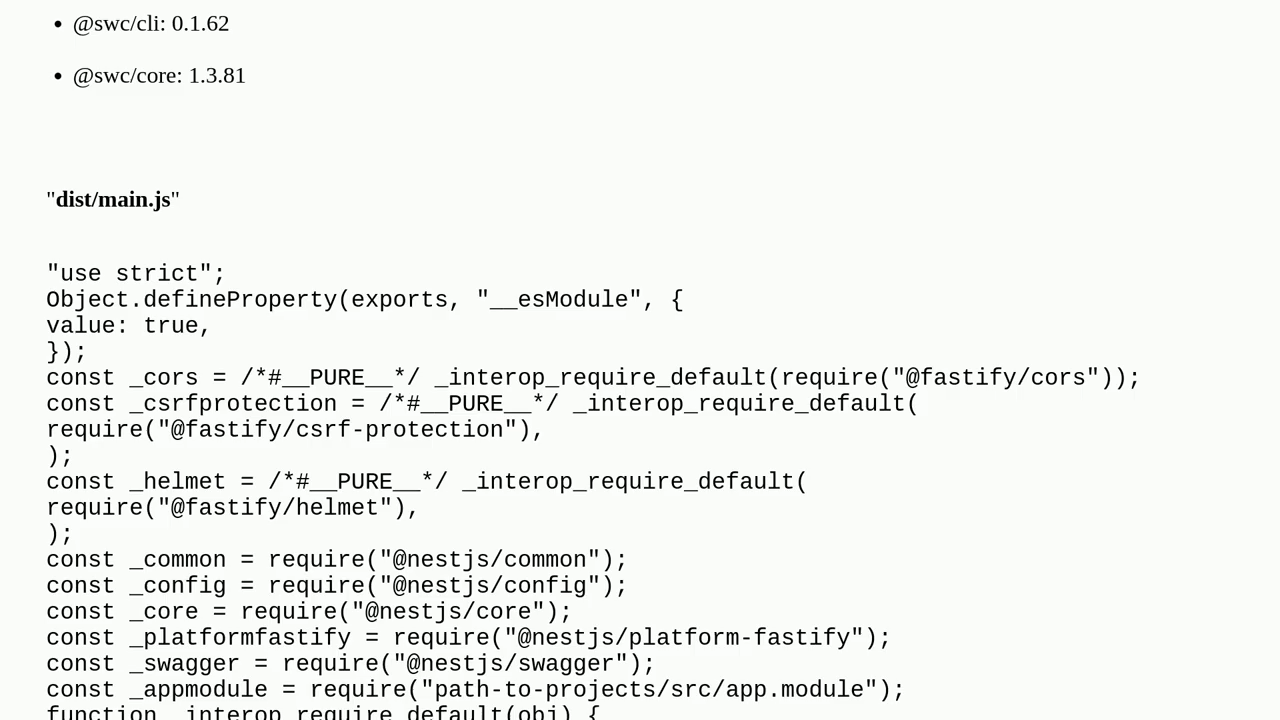 • @swc/cli: 0.1.62
• @swc/core: 1.3.81
"dist/main.js"
"use strict";
Object.defineProperty(exports, "__esModule", {
value: true,
});
const _cors = /*#__PURE__*/ _interop_require_default(require("@fastify/cors"));
const _csrfprotection = /*#__PURE__*/ _interop_require_default(
require("@fastify/csrf-protection"),
);
const _helmet = /*#__PURE__*/ _interop_require_default(
require("@fastify/helmet"),
);
const _common = require("@nestjs/common");
const _config = require("@nestjs/config");
const _core = require("@nestjs/core");
const _platformfastify = require("@nestjs/platform-fastify");
const _swagger = require("@nestjs/swagger");
const _appmodule = require("path-to-projects/src/app.module");
function _interop_require_default(obj) {